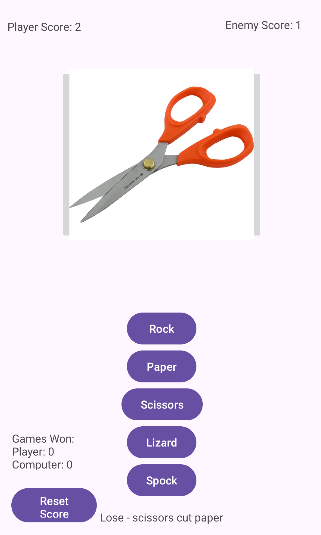 Player Score: 2
Enemy Score: 1
Rock
Paper
Scissors
Lizard
Spock
Games Won:
Player: 0
Computer: 0
Reset
Score
Lose - scissors cut paper